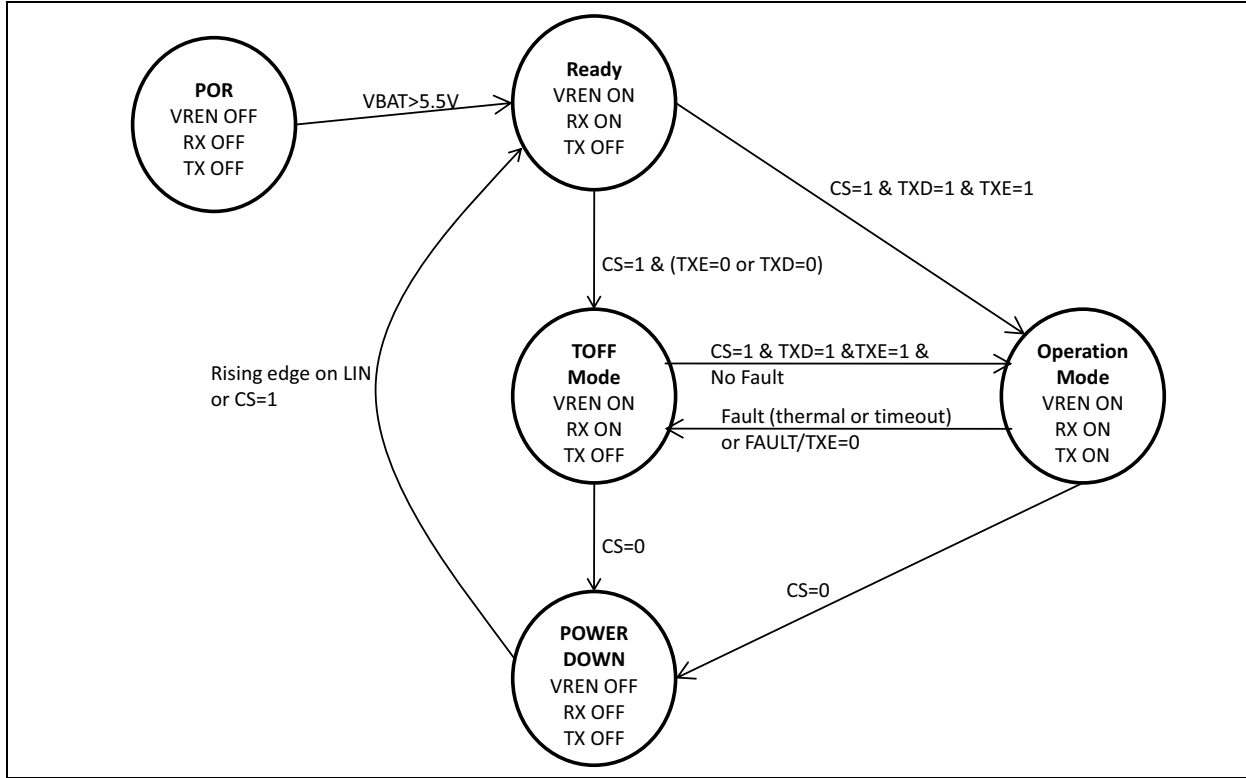 POR
VREN OFF
RX OFF
TX OFF
VBAT>5.5V
Ready
VREN ON
RX ON
TX OFF
CS=1 & TXD=1 & TXE=1
CS=1 & (TXE=0 or TXD=0)
Rising edge on LIN
or CS=1
TOFF
Mode
VREN ON
RX ON
TX OFF
CS=1 & TXD=1 &TXE=1 &
No Fault
Fault (thermal or timeout)
or FAULT/TXE=0
Operation
Mode
VREN ON
RX ON
TX ON
CS=0
CS=0
POWER
DOWN
VREN OFF
RX OFF
TX OFF